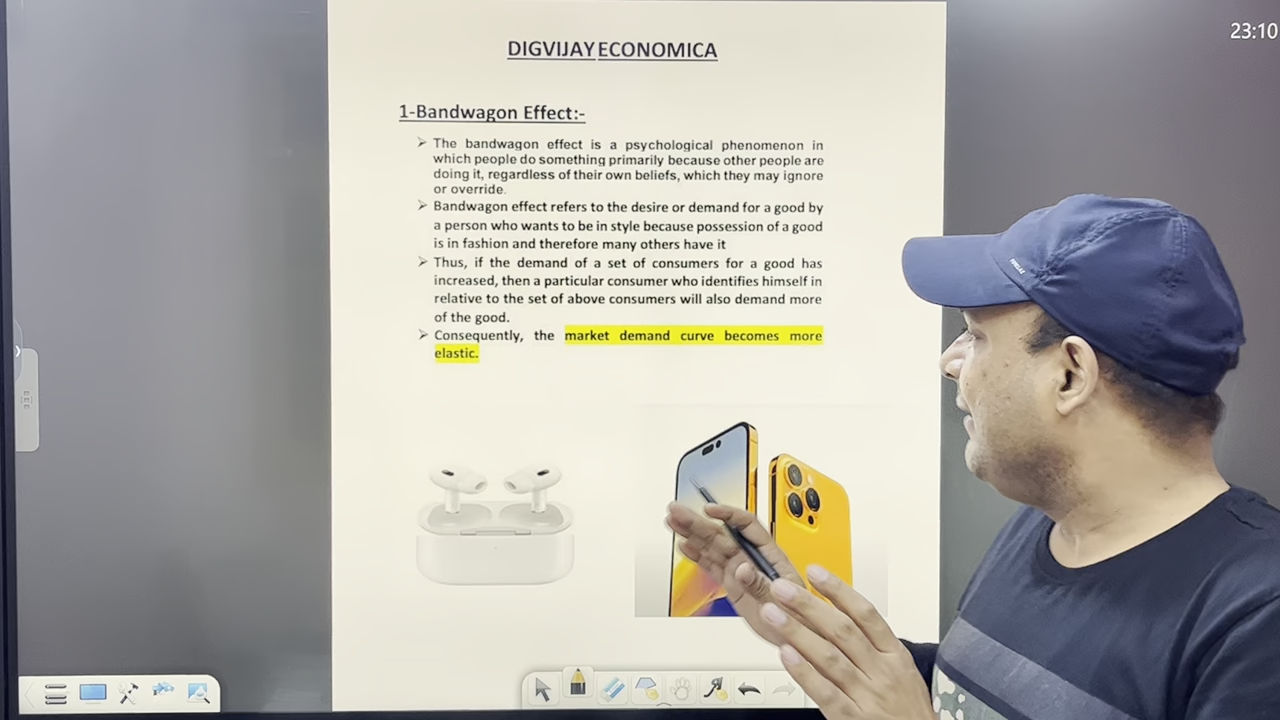 23:10
DIGVIJAY ECONOMICA
1-Bandwagon Effect:-
➢ The bandwagon effect is a psychological phenomenon in
which people do something primarily because other people are
doing it, regardless of their own beliefs, which they may ignore
or override.
➢ Bandwagon effect refers to the desire or demand for a good by
a person who wants to be in style because possession of a good
is in fashion and therefore many others have it
➢ Thus, if the demand of a set of consumers for a good has
increased, then a particular consumer who identifies himself in
relative to the set of above consumers will also demand more
of the good.
➢ Consequently, the market demand curve becomes more
elastic.